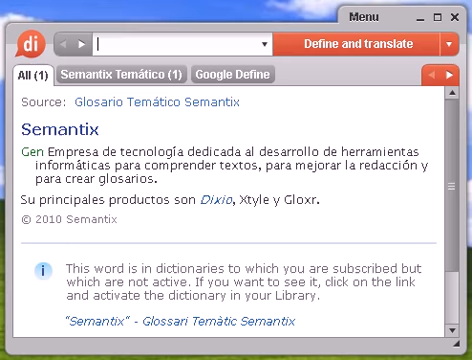 Menu
di
Define and translate
All (1)
Semantix Temático (1)
Google Define
Source: Glosario Temático Semantix
Semantix
Gen Empresa de tecnología dedicada al desarrollo de herramientas
informáticas para comprender textos, para mejorar la redacción y
para crear glosarios.
Su principales productos son Dixio, Xtyle y Gloxr.
© 2010 Semantix
i
This word is in dictionaries to which you are subscribed but
which are not active. If you want to see it, click on the link
and activate the dictionary in your Library.
"Semantix" - Glossari Temàtic Semantix